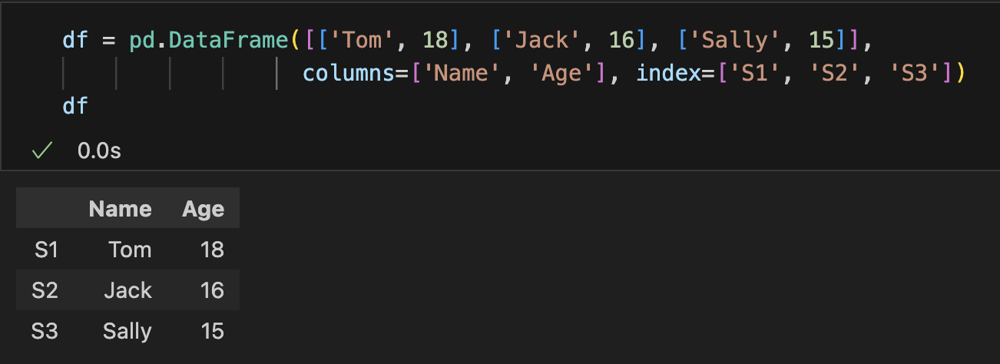 df = pd.DataFrame([['Tom', 18], ['Jack', 16], ['Sally', 15]],
columns=['Name', 'Age'], index=['S1', 'S2', 'S3'])
df
✓ 0.0s
Name Age
S1 Tom 18
S2 Jack 16
S3 Sally 15